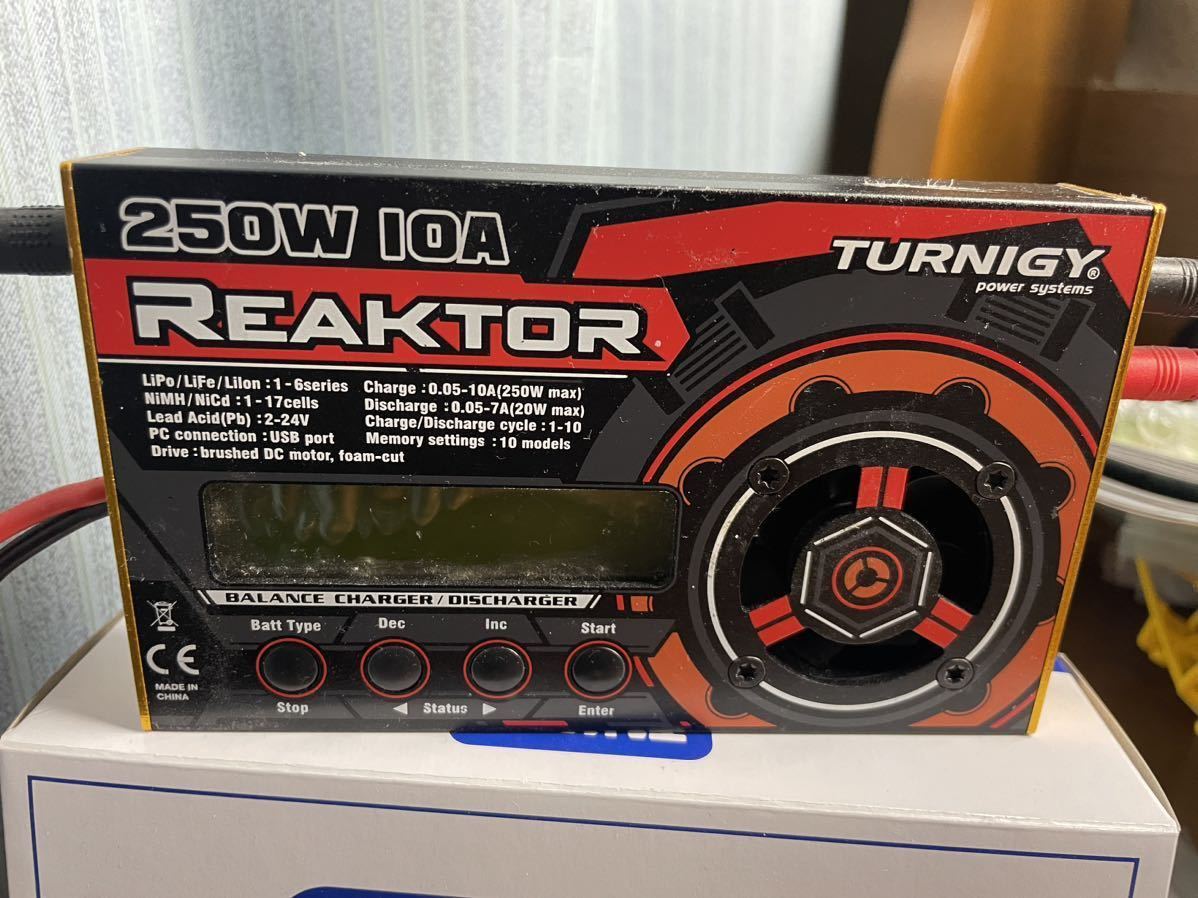 250W 10A
TURNIGY®
power systems
REAKTOR
LiPo/LiFe/LiIon :1-6series
NiMH/NiCd :1-17cells
Lead Acid(Pb) :2-24V
PC connection :USB port
Drive :brushed DC motor, foam-cut
Charge :0.05-10A(250W max)
Discharge :0.05-7A(20W max)
Charge/Discharge cycle :1-10
Memory settings :10 models
BALANCE CHARGER/DISCHARGER
Batt Type Dec Inc Start
Stop ◀ Status ▶ Enter
CE
MADE IN
CHINA